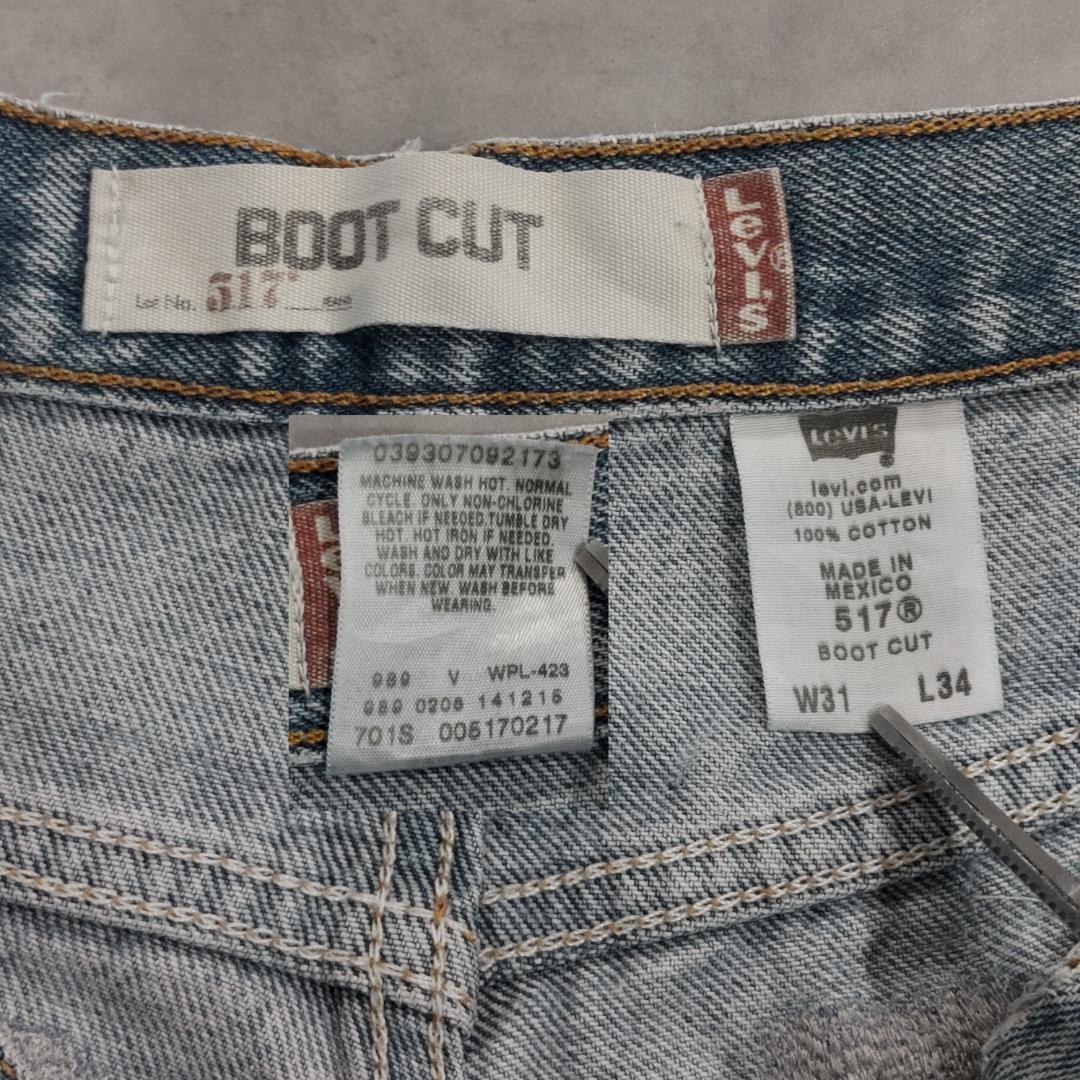 BOOT CUT
Lot No. 517® JEANS
LEVI'S®
039307092173
MACHINE WASH HOT. NORMAL
CYCLE. ONLY NON-CHLORINE
BLEACH IF NEEDED.TUMBLE DRY
HOT. HOT IRON IF NEEDED.
WASH AND DRY WITH LIKE
COLORS. COLOR MAY TRANSFER
WHEN NEW. WASH BEFORE
WEARING.
989 V WPL-423
989 0206 141216
701S 005170217
Levi's
®
levi.com
(800) USA-LEVI
100% COTTON
MADE IN
MEXICO
517®
BOOT CUT
W31 L34